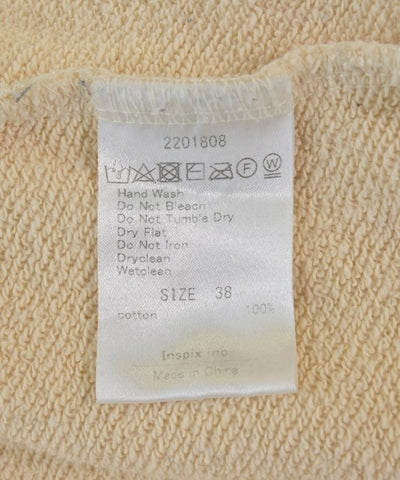 2201808
F W
Hand Wash
Do Not Bleach
Do Not Tumble Dry
Dry Flat
Do Not Iron
Dryclean
Wetclean
SIZE 38
cotton 100%
Inspix inc
Made in China